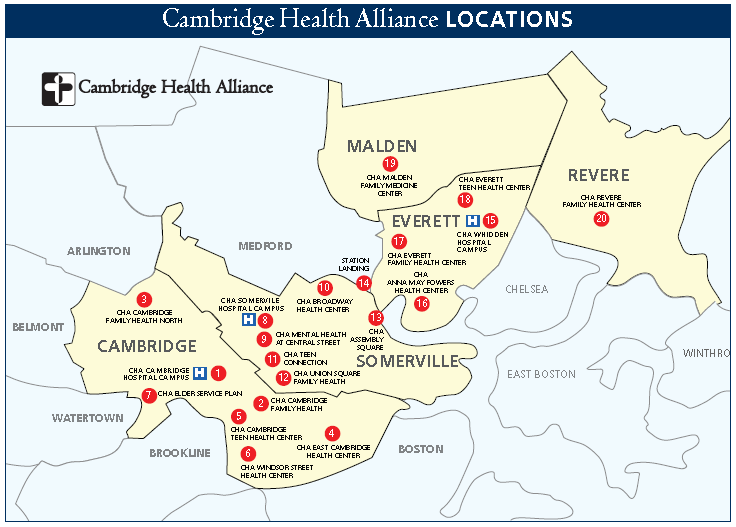 Cambridge Health Alliance LOCATIONS
Cambridge Health Alliance
MALDEN
19
CHA MALDEN
FAMILY MEDICINE
CENTER
REVERE
CHA REVERE
FAMILY HEALTH CENTER
20
CHA EVERETT
TEEN HEALTH CENTER
18
EVERETT
H 15
CHA WHIDDEN
HOSPITAL
CAMPUS
17
CHA EVERETT
FAMILY HEALTH CENTER
CHA
ANNA MAY POWERS
HEALTH CENTER
16
ARLINGTON
MEDFORD
STATION
LANDING
14
CHELSEA
3
CHA CAMBRIDGE
FAMILY HEALTH NORTH
CHA SOMERVILLE
HOSPITAL CAMPUS
H 8
10
CHA BROADWAY
HEALTH CENTER
13
CHA
ASSEMBLY
SQUARE
BELMONT
CAMBRIDGE
9
CHA MENTAL HEALTH
AT CENTRAL STREET
11
CHA TEEN
CONNECTION
SOMERVILLE
WINTHRO
12
CHA UNION SQUARE
FAMILY HEALTH
CHA CAMBRIDGE
HOSPITAL CAMPUS
H 1
EAST BOSTON
7 CHA ELDER SERVICE PLAN
2
CHA CAMBRIDGE
FAMILY HEALTH
WATERTOWN
5
CHA CAMBRIDGE
TEEN HEALTH CENTER
4
CHA EAST CAMBRIDGE
HEALTH CENTER
BROOKLINE
BOSTON
6
CHA WINDSOR STREET
HEALTH CENTER